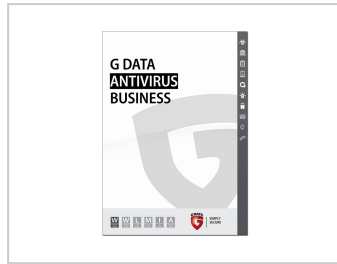 G DATA
ANTIVIRUS
BUSINESS
W W L M I A
G DATA
SIMPLY
SECURE